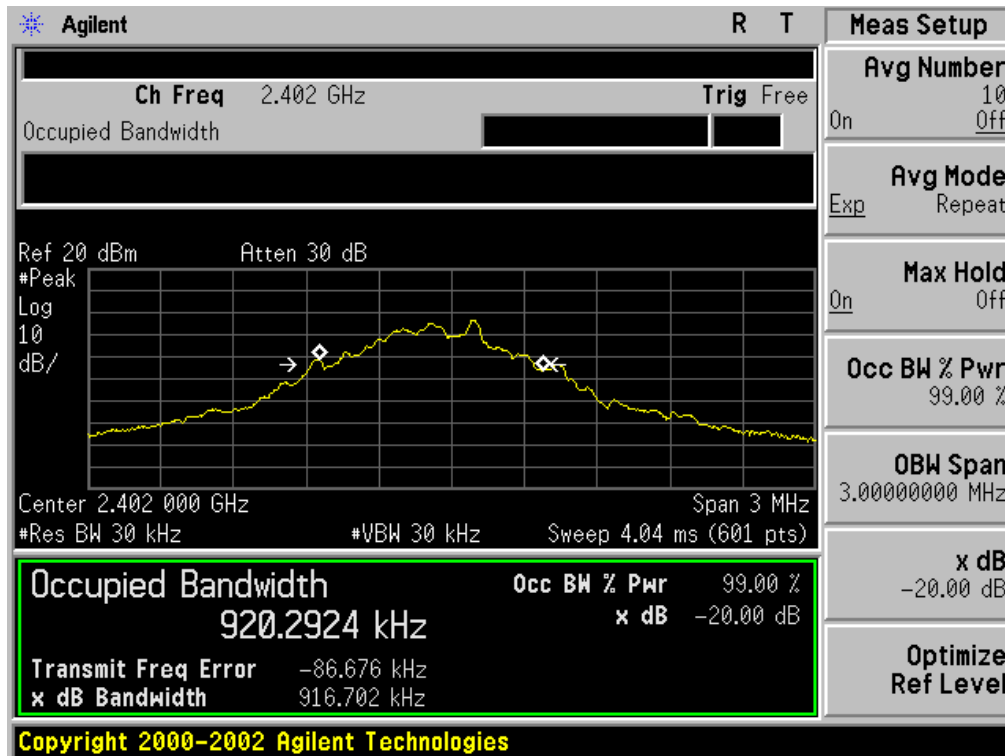 Agilent R T
Ch Freq 2.402 GHz Trig Free
Occupied Bandwidth
Ref 20 dBm Atten 30 dB
#Peak
Log
10
dB/
Center 2.402 000 GHz Span 3 MHz
#Res BW 30 kHz #VBW 30 kHz Sweep 4.04 ms (601 pts)
Occupied Bandwidth Occ BW % Pwr 99.00 %
920.2924 kHz x dB -20.00 dB
Transmit Freq Error -86.676 kHz
x dB Bandwidth 916.702 kHz
Copyright 2000-2002 Agilent Technologies
Meas Setup
Avg Number
10
On Off
Avg Mode
Exp Repeat
Max Hold
On Off
Occ BW % Pwr
99.00 %
OBW Span
3.00000000 MHz
x dB
-20.00 dB
Optimize
Ref Level